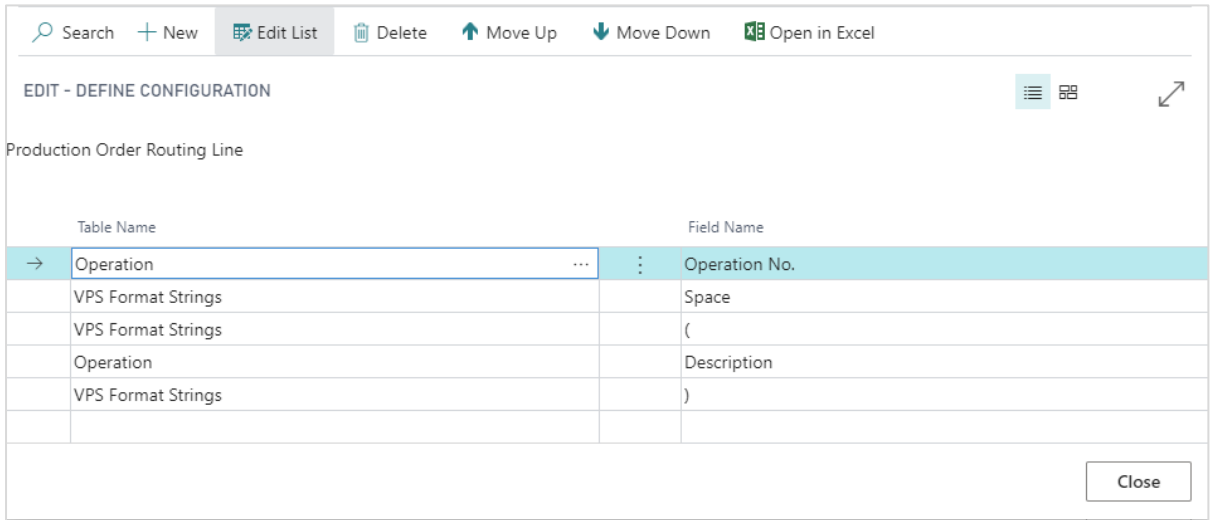 Search New Edit List Delete Move Up Move Down Open in Excel
EDIT - DEFINE CONFIGURATION
Production Order Routing Line
Table Name Field Name
Operation ... Operation No.
VPS Format Strings Space
VPS Format Strings (
Operation Description
VPS Format Strings )
Close